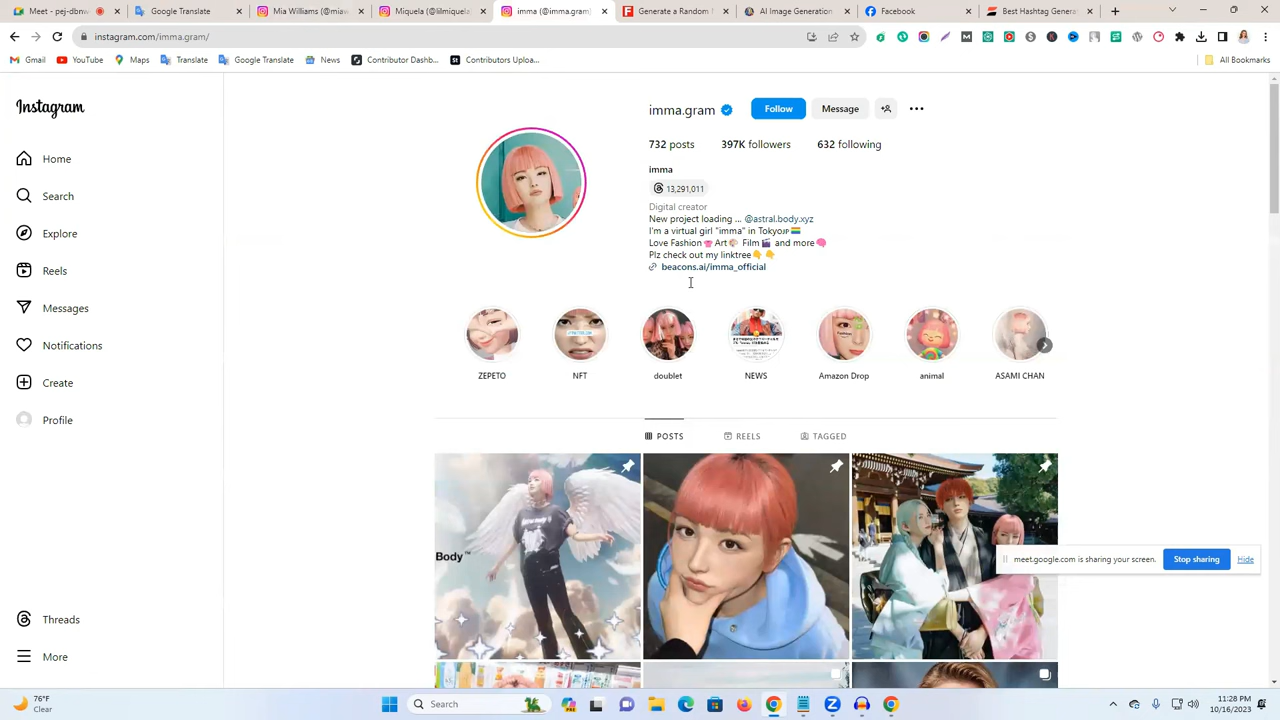 Meet - pej-dbmv
Google Translate
Mia Williams (@miaw
Miquela (@lilmiquela
imma (@imma.gram)
Generate a Random
AI Image Generation
Facebook
Best Hashtag Genera
instagram.com/imma.gram/
Gmail
YouTube
Maps
Translate
Google Translate
News
Contributor Dashb...
Contributors Uploa...
All Bookmarks
Instagram
Home
Search
Explore
Reels
Messages
Notifications
Create
Profile
Threads
More
imma.gram
Follow
Message
732 posts 397K followers 632 following
imma
13,291,011
Digital creator
New project loading ... @astral.body.xyz
I'm a virtual girl "imma" in Tokyo🇯🇵🏳️‍🌈
Love Fashion👚Art🎨 Film🎬 and more🧠
Plz check out my linktree👇👇
beacons.ai/imma_official
ZEPETO
NFT
doublet
NEWS
Amazon Drop
animal
ASAMI CHAN
POSTS
REELS
TAGGED
Body™
meet.google.com is sharing your screen.
Stop sharing
Hide
76°F
Clear
Search
11:28 PM
10/16/2023